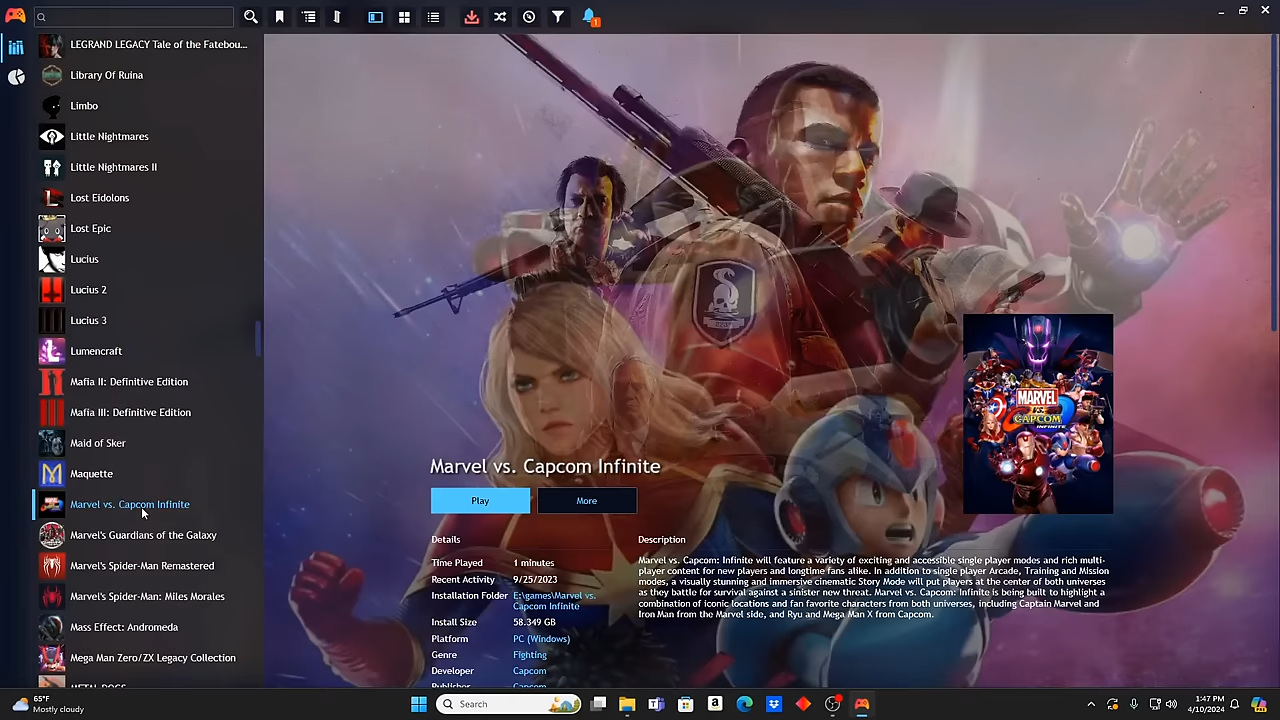 LEGRAND LEGACY Tale of the Fatebou...
Library Of Ruina
Limbo
Little Nightmares
Little Nightmares II
Lost Eidolons
Lost Epic
Lucius
Lucius 2
Lucius 3
Lumencraft
Mafia II: Definitive Edition
Mafia III: Definitive Edition
Maid of Sker
Maquette
Marvel vs. Capcom Infinite
Marvel's Guardians of the Galaxy
Marvel's Spider-Man Remastered
Marvel's Spider-Man: Miles Morales
Mass Effect: Andromeda
Mega Man Zero/ZX Legacy Collection
METAL DOGS
1
MARVEL
VS.
CAPCOM
INFINITE
Marvel vs. Capcom Infinite
Play
More
Details
Time Played 1 minutes
Recent Activity 9/25/2023
Installation Folder E:\games\Marvel vs.
Capcom Infinite
Install Size 58.349 GB
Platform PC (Windows)
Genre Fighting
Developer Capcom
Publisher Capcom
Description
Marvel vs. Capcom: Infinite will feature a variety of exciting and accessible single player modes and rich multi-
player content for new players and longtime fans alike. In addition to single player Arcade, Training and Mission
modes, a visually stunning and immersive cinematic Story Mode will put players at the center of both universes
as they battle for survival against a sinister new threat. Marvel vs. Capcom: Infinite is being built to highlight a
combination of iconic locations and fan favorite characters from both universes, including Captain Marvel and
Iron Man from the Marvel side, and Ryu and Mega Man X from Capcom.
65°F
Mostly cloudy
Search
1:47 PM
4/10/2024